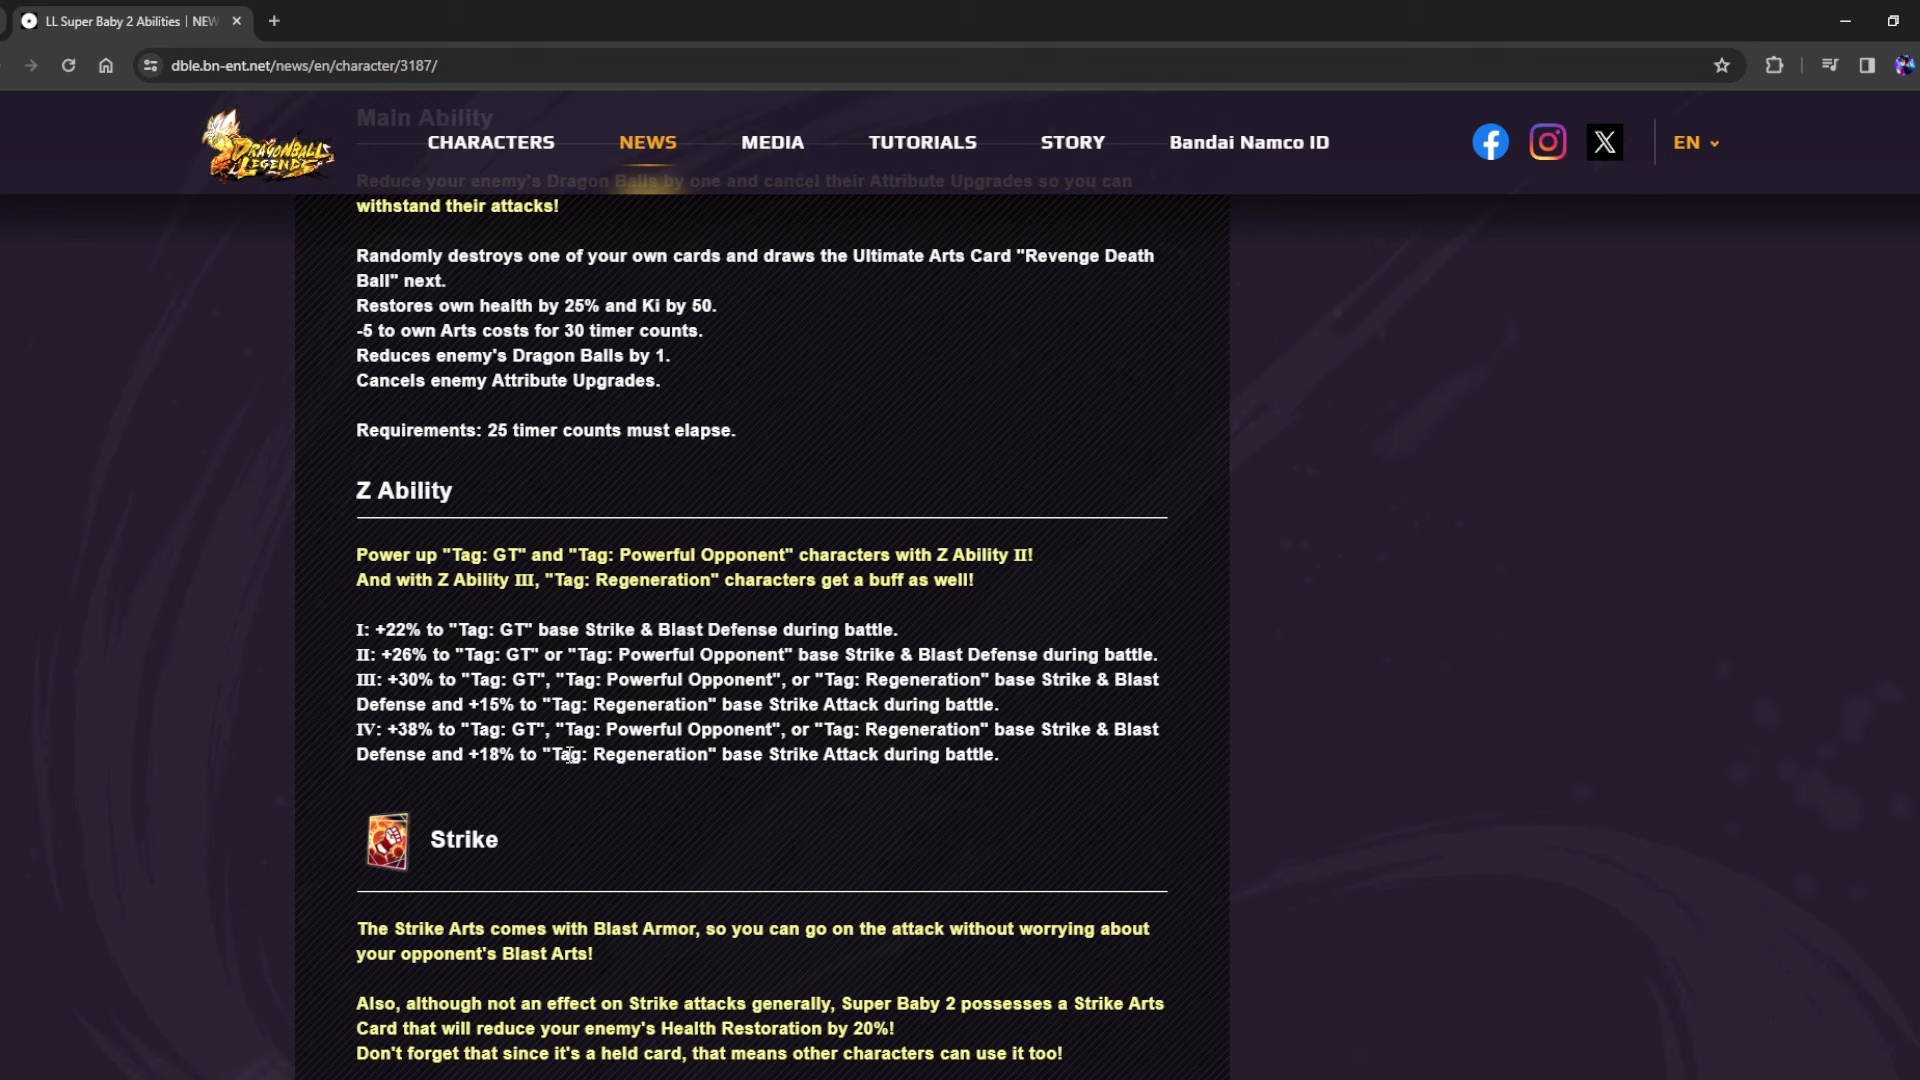 LL Super Baby 2 Abilities | NEW
dble.bn-ent.net/news/en/character/3187/
DRAGONBALL LEGENDS
CHARACTERS NEWS MEDIA TUTORIALS STORY Bandai Namco ID EN
Main Ability
Reduce your enemy's Dragon Balls by one and cancel their Attribute Upgrades so you can
withstand their attacks!
Randomly destroys one of your own cards and draws the Ultimate Arts Card "Revenge Death
Ball" next.
Restores own health by 25% and Ki by 50.
-5 to own Arts costs for 30 timer counts.
Reduces enemy's Dragon Balls by 1.
Cancels enemy Attribute Upgrades.
Requirements: 25 timer counts must elapse.
Z Ability
Power up "Tag: GT" and "Tag: Powerful Opponent" characters with Z Ability II!
And with Z Ability III, "Tag: Regeneration" characters get a buff as well!
I: +22% to "Tag: GT" base Strike & Blast Defense during battle.
II: +26% to "Tag: GT" or "Tag: Powerful Opponent" base Strike & Blast Defense during battle.
III: +30% to "Tag: GT", "Tag: Powerful Opponent", or "Tag: Regeneration" base Strike & Blast
Defense and +15% to "Tag: Regeneration" base Strike Attack during battle.
IV: +38% to "Tag: GT", "Tag: Powerful Opponent", or "Tag: Regeneration" base Strike & Blast
Defense and +18% to "Tag: Regeneration" base Strike Attack during battle.
Strike
The Strike Arts comes with Blast Armor, so you can go on the attack without worrying about
your opponent's Blast Arts!
Also, although not an effect on Strike attacks generally, Super Baby 2 possesses a Strike Arts
Card that will reduce your enemy's Health Restoration by 20%!
Don't forget that since it's a held card, that means other characters can use it too!